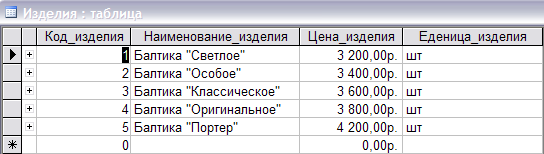 Изделия : таблица
Код_изделия Наименование_изделия Цена_изделия Еденица_изделия
1 Балтика "Светлое" 3 200,00р. шт
2 Балтика "Особое" 3 400,00р. шт
3 Балтика "Классическое" 3 600,00р. шт
4 Балтика "Оригинальное" 3 800,00р. шт
5 Балтика "Портер" 4 200,00р. шт
0 0,00р.